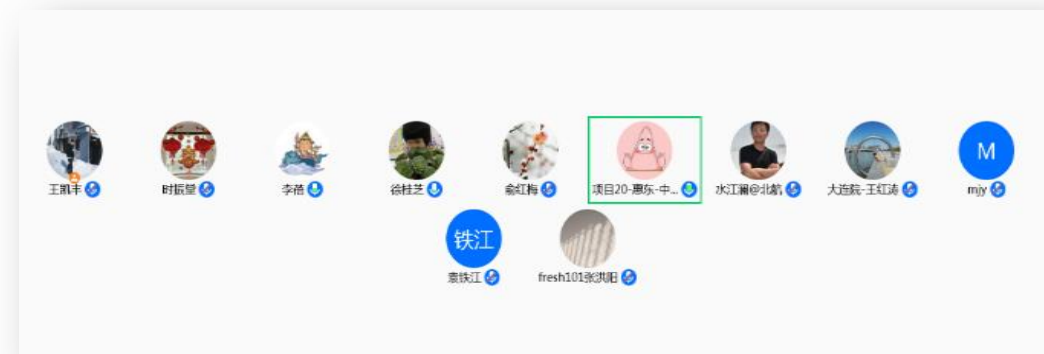 王凯丰
时振堂
李蓓
徐桂芝
俞红梅
项目20-惠东-中...
水江澜@北航
大连院-王红涛
M
mjy
铁江
袁铁江
fresh101张洪阳